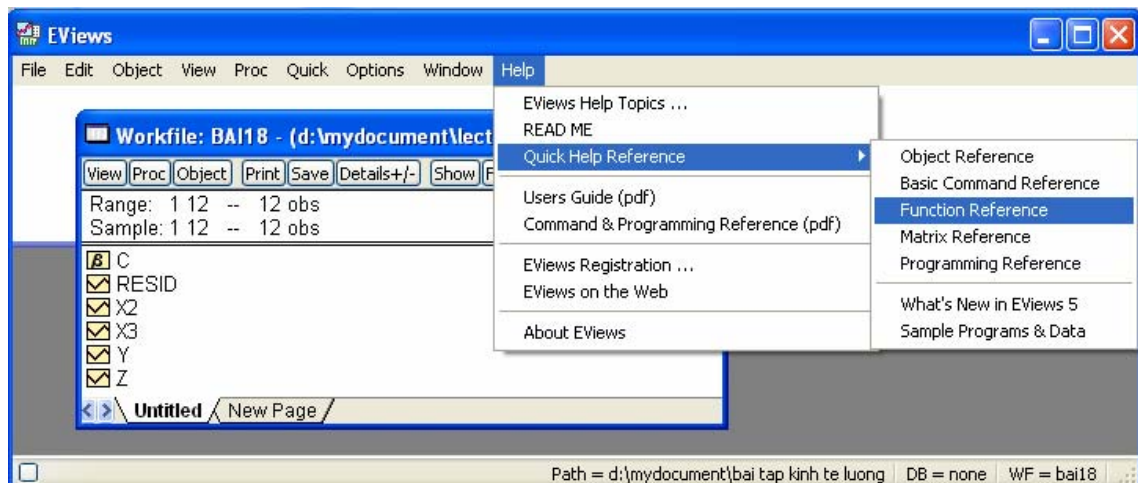 EViews
File Edit Object View Proc Quick Options Window Help
Workfile: BAI18 - (d:\mydocument\lect
View Proc Object Print Save Details+/- Show F
Range: 1 12 -- 12 obs
Sample: 1 12 -- 12 obs
β C
RESID
X2
X3
Y
Z
Untitled New Page
EViews Help Topics ...
READ ME
Quick Help Reference
Users Guide (pdf)
Command & Programming Reference (pdf)
EViews Registration ...
EViews on the Web
About EViews
Object Reference
Basic Command Reference
Function Reference
Matrix Reference
Programming Reference
What's New in EViews 5
Sample Programs & Data
Path = d:\mydocument\bai tap kinh te luong DB = none WF = bai18